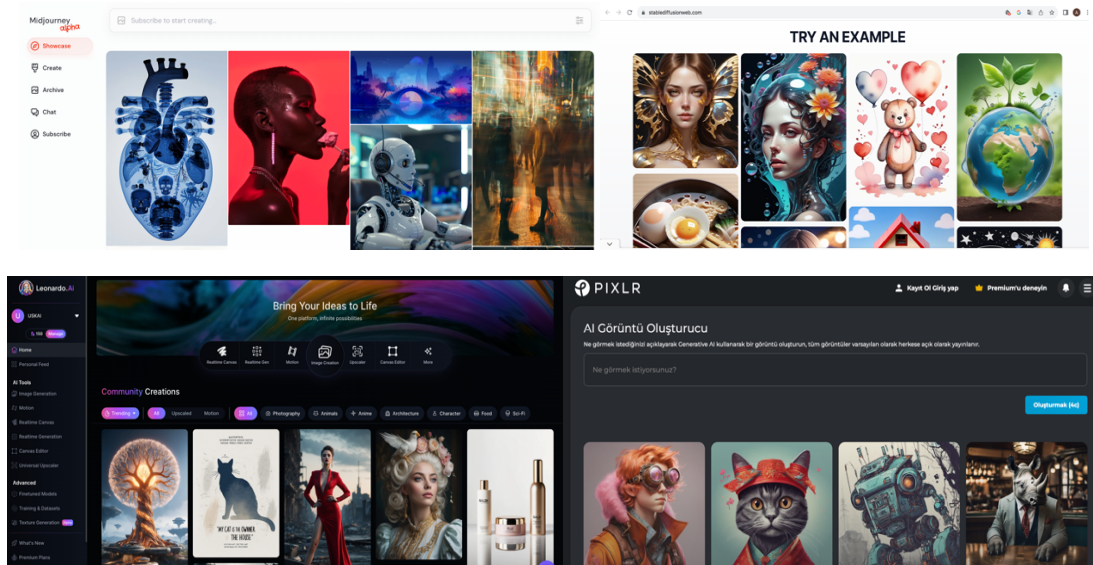 Midjourney
alpha
Subscribe to start creating..
Showcase
Create
Archive
Chat
Subscribe
stablediffusionweb.com
TRY AN EXAMPLE
Leonardo.Ai
U USKAI
150 Manage
Home
Personal Feed
AI Tools
Image Generation
Motion
Realtime Canvas
Realtime Generation
Canvas Editor
Universal Upscaler
Advanced
Finetuned Models
Training & Datasets
Texture Generation
What's New
Premium Plans
Bring Your Ideas to Life
One platform, infinite possibilities
Realtime Canvas Realtime Gen Motion Image Creation Upscaler Canvas Editor More
Community Creations
Trending All Upscaled Motion All Photography Animals Anime Architecture Character Food Sci-Fi
"MY CAT IS THE OWNER
THE HOUSE"
PIXLR
Kayıt Ol Giriş yap Premium'u deneyin
AI Görüntü Oluşturucu
Ne görmek istediğinizi açıklayarak Generative AI kullanarak bir görüntü oluşturun, tüm görüntüler varsayılan olarak herkese açık olarak yayınlanır.
Ne görmek istiyorsunuz?
Oluşturmak (4c)